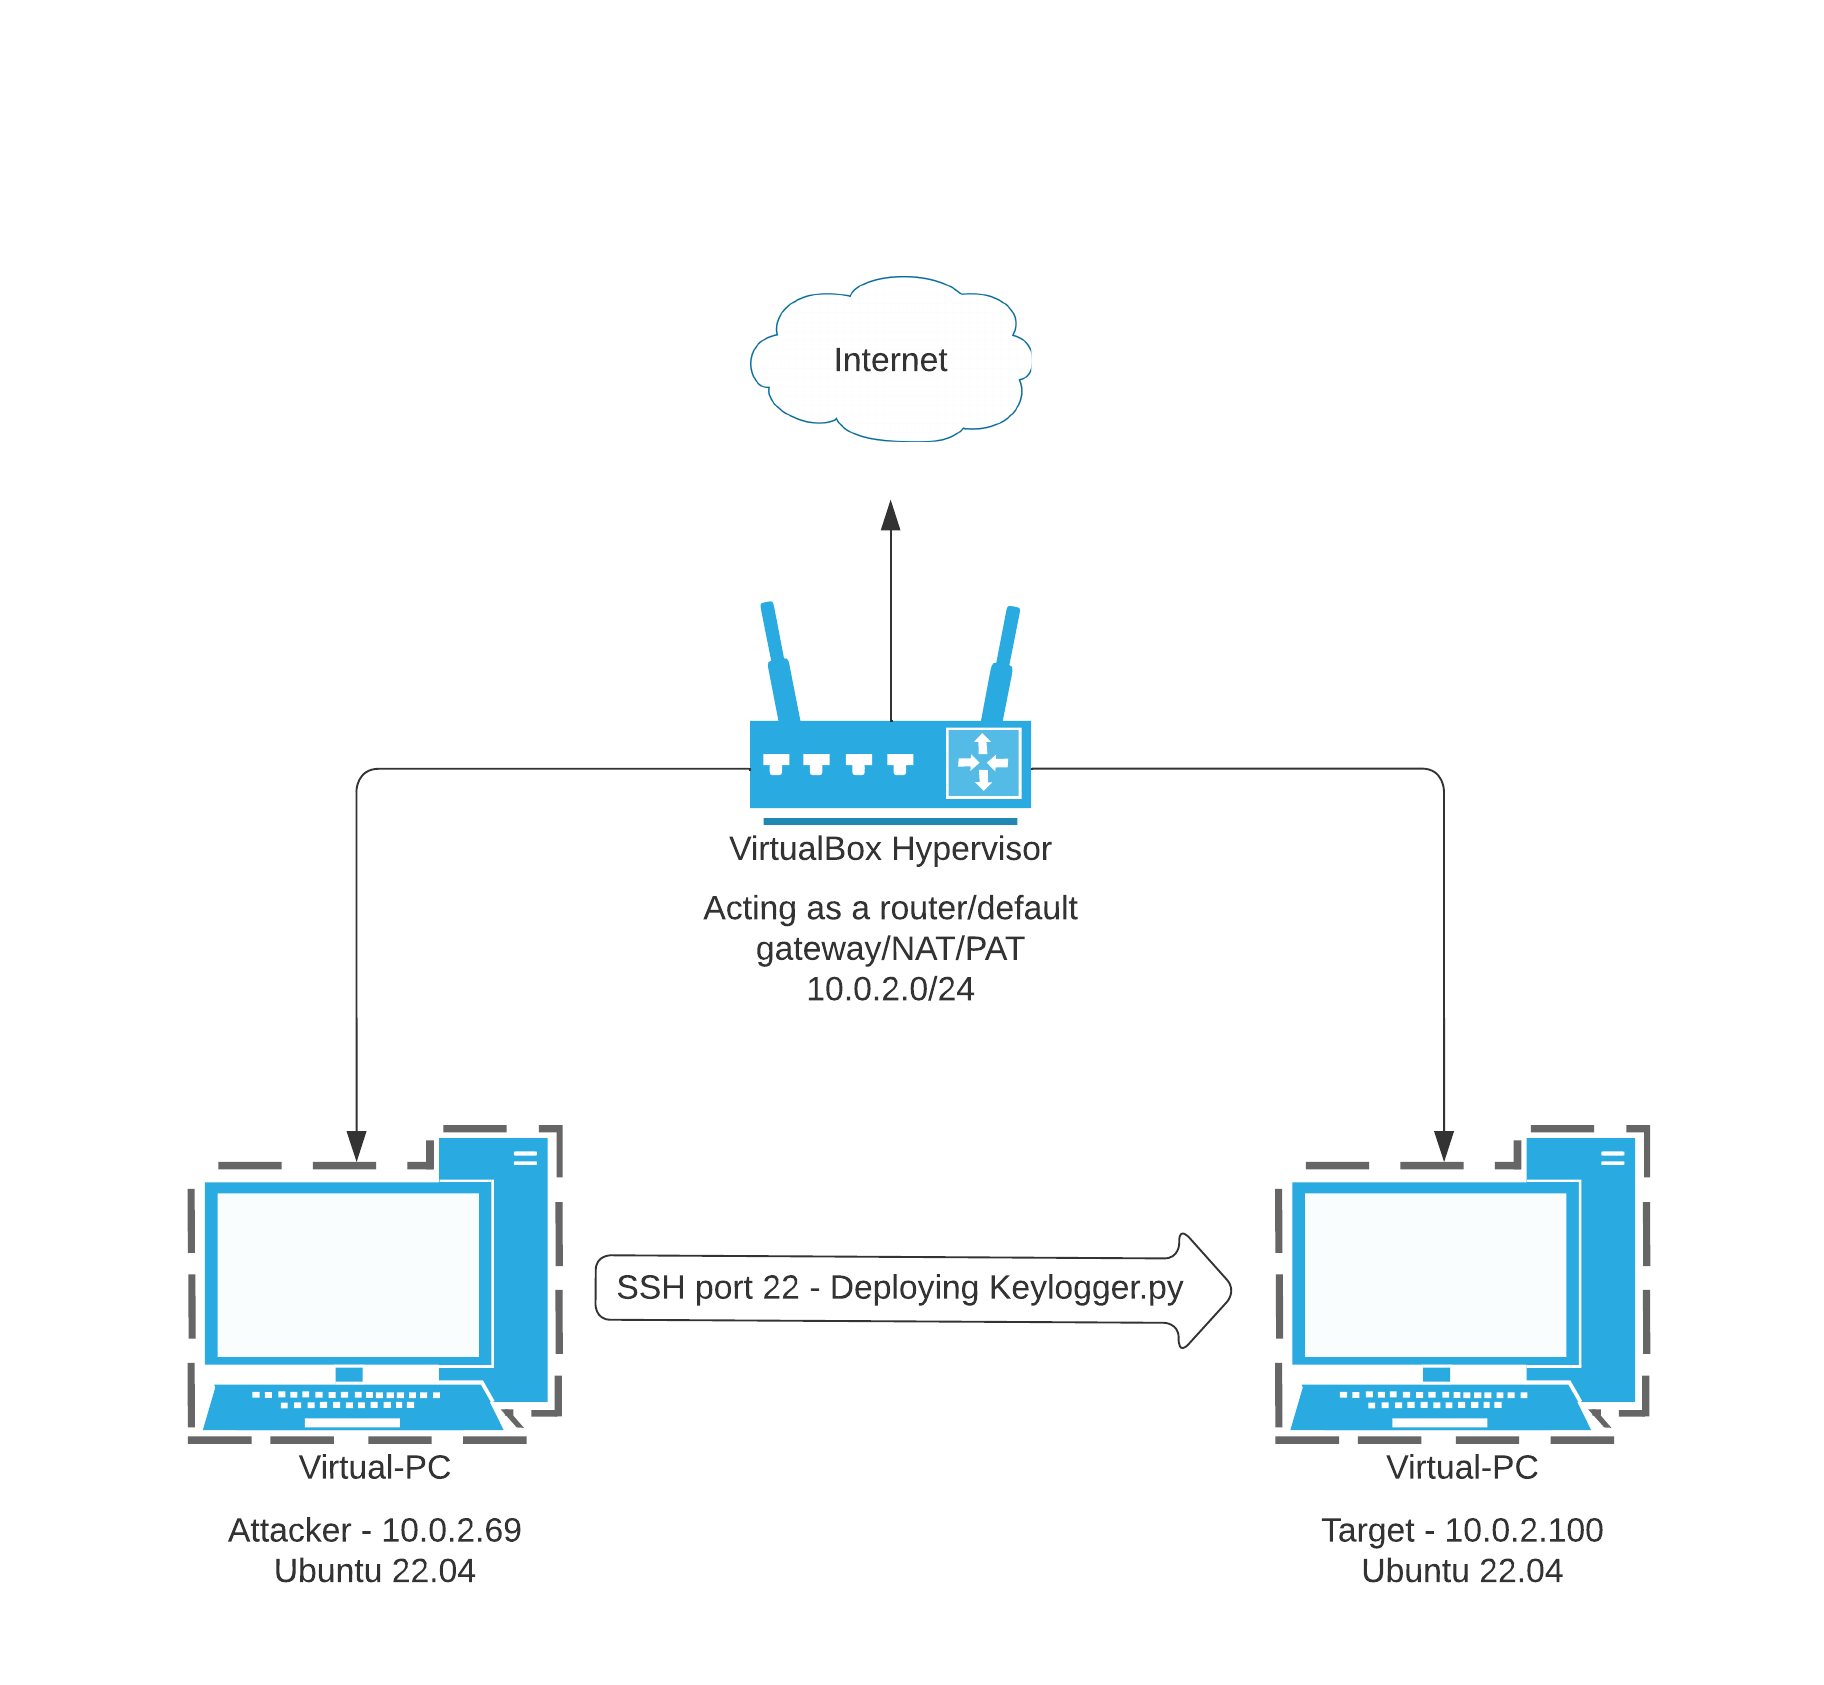 Internet
VirtualBox Hypervisor
Acting as a router/default
gateway/NAT/PAT
10.0.2.0/24
SSH port 22 - Deploying Keylogger.py
Virtual-PC
Attacker - 10.0.2.69
Ubuntu 22.04
Virtual-PC
Target - 10.0.2.100
Ubuntu 22.04